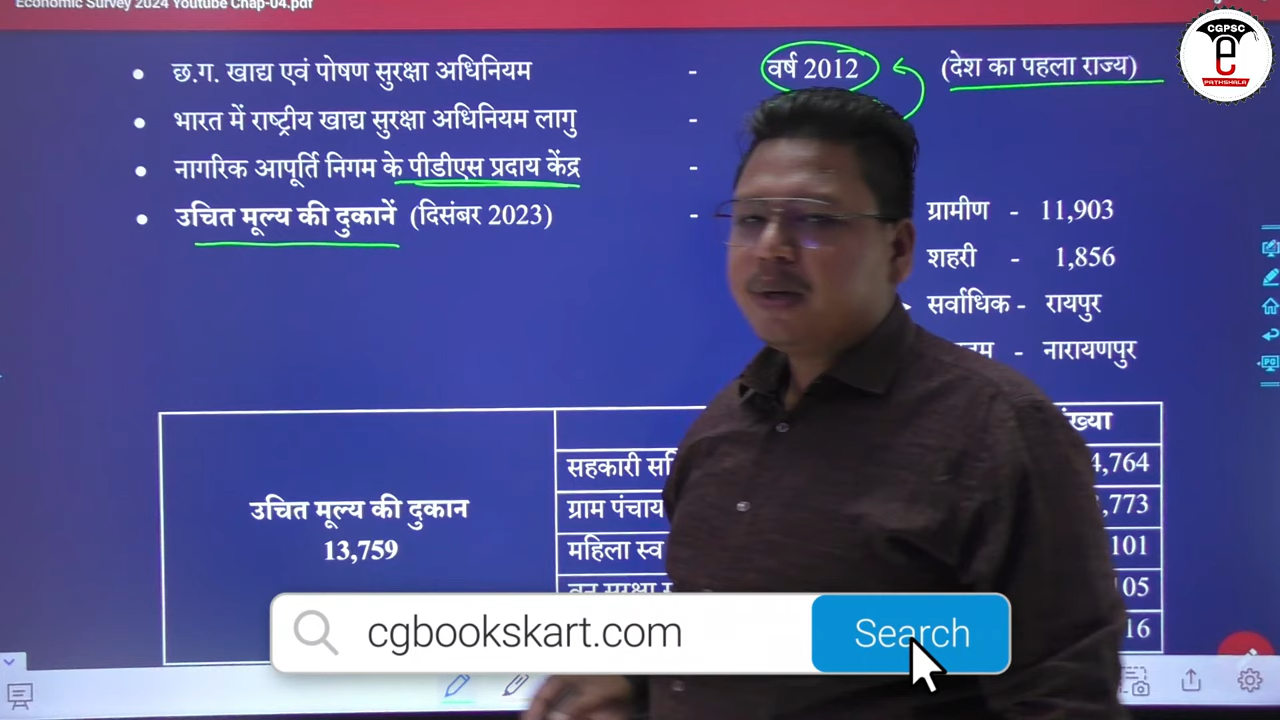 Economic Survey 2024 Youtube Chap-04.pdf
CGPSC
e
PATHSHALA
• छ.ग. खाद्य एवं पोषण सुरक्षा अधिनियम - वर्ष 2012 (देश का पहला राज्य)
• भारत में राष्ट्रीय खाद्य सुरक्षा अधिनियम लागु -
• नागरिक आपूर्ति निगम के पीडीएस प्रदाय केंद्र -
• उचित मूल्य की दुकानें (दिसंबर 2023) - ग्रामीण - 11,903
शहरी - 1,856
सर्वाधिक - रायपुर
- नारायणपुर
सहकारी 4,764
उचित मूल्य की दुकान
13,759
ग्राम ,773
महिला 101
05
16
cgbookskart.com
Search